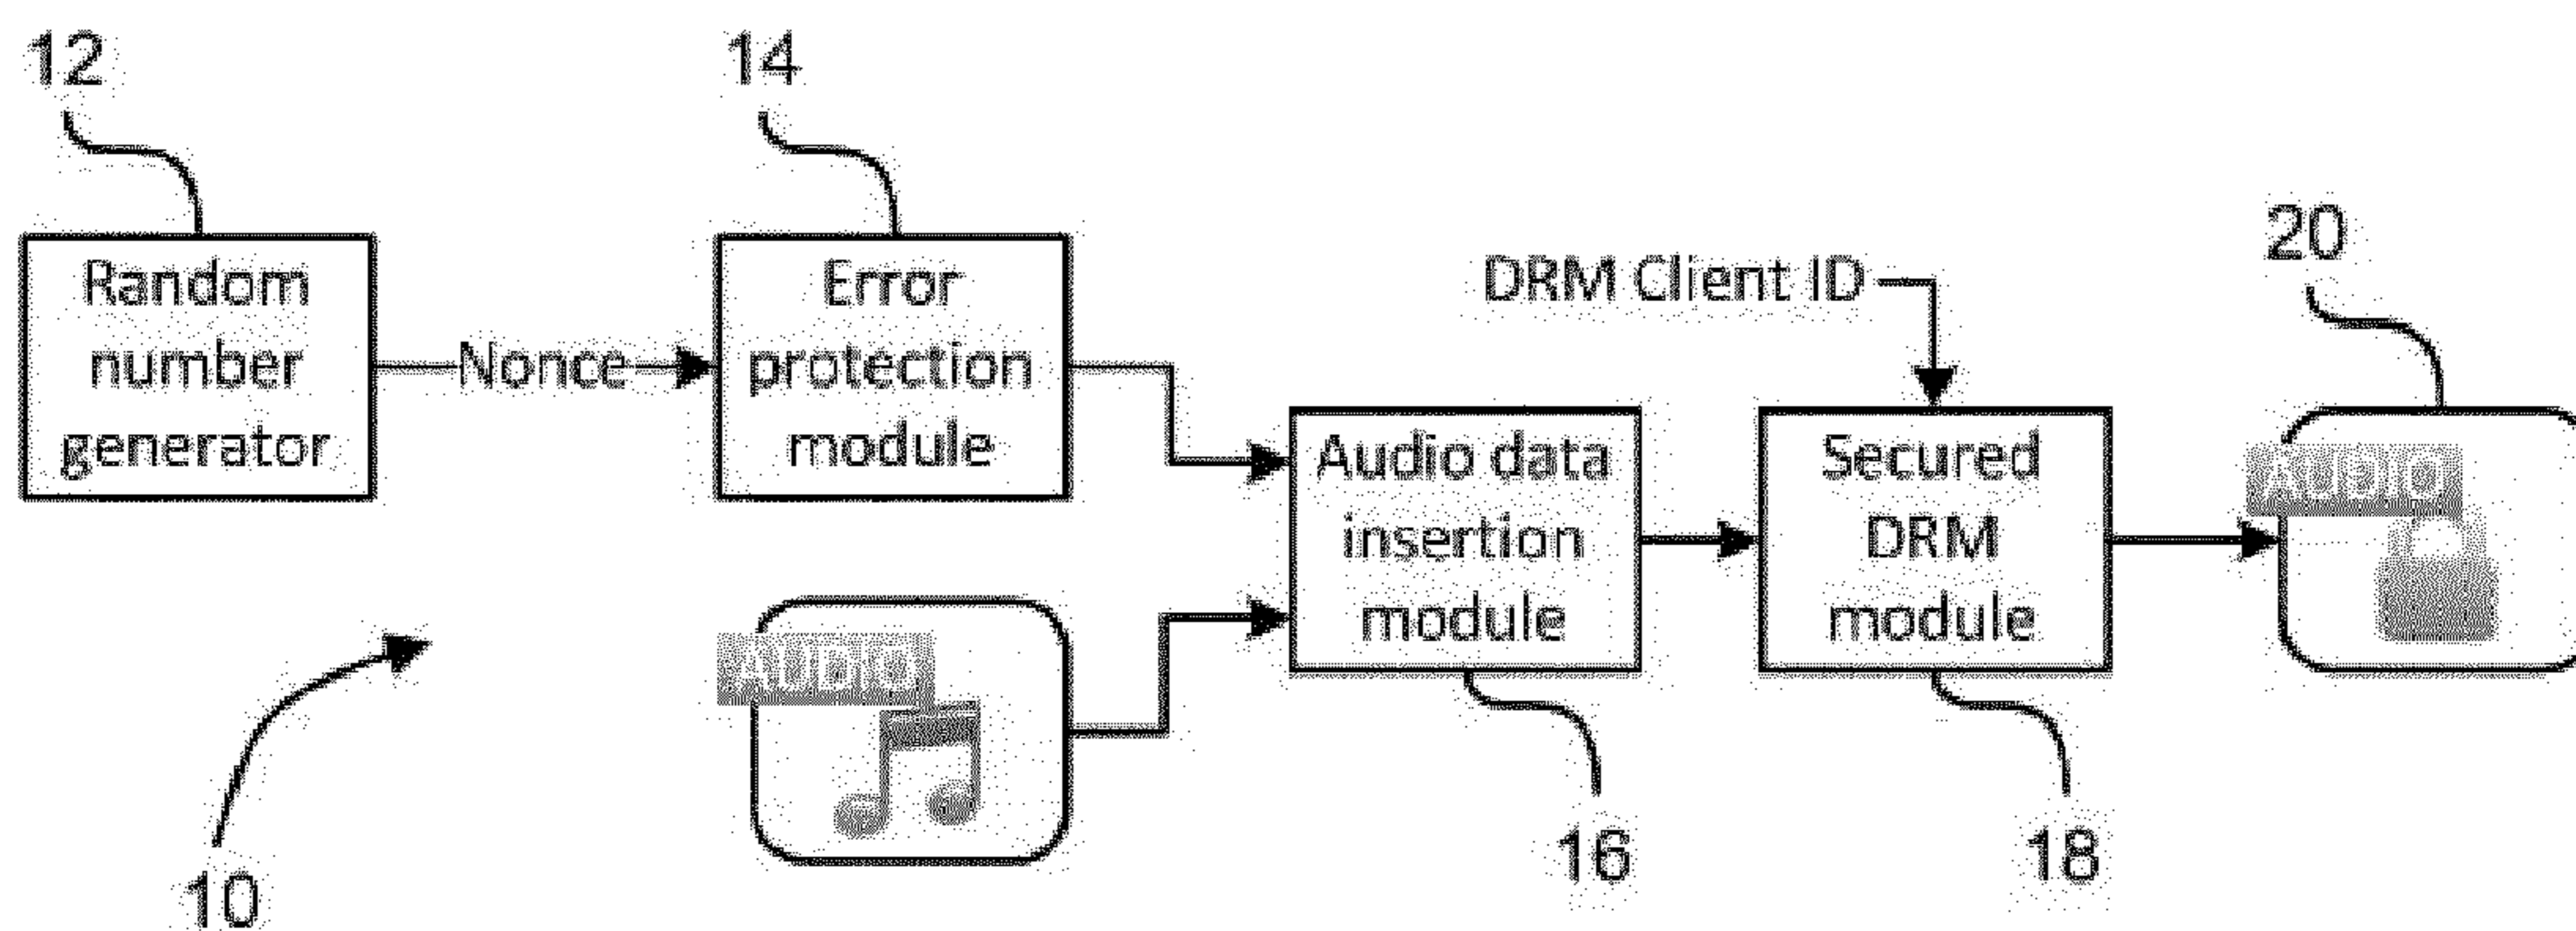 12
14
20
Random
number
generator
Nonce
Error
protection
module
DRM Client ID
Audio data
insertion
module
Secured
DRM
module
AUDIO
AUDIO
10
16
18